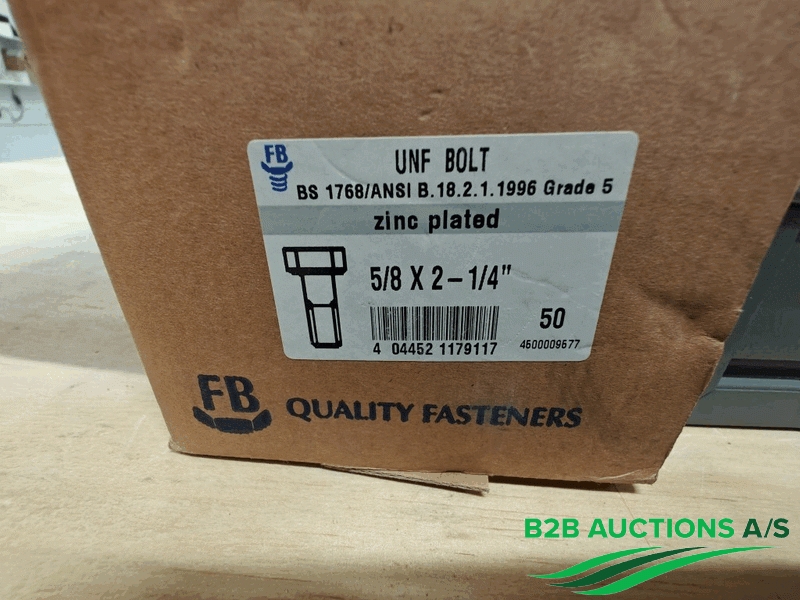 FB
UNF BOLT
BS 1768/ANSI B.18.2.1.1996 Grade 5
zinc plated
5/8 X 2-1/4"
50
4 04452 1179117
4500009577
FB
QUALITY FASTENERS
B2B AUCTIONS A/S